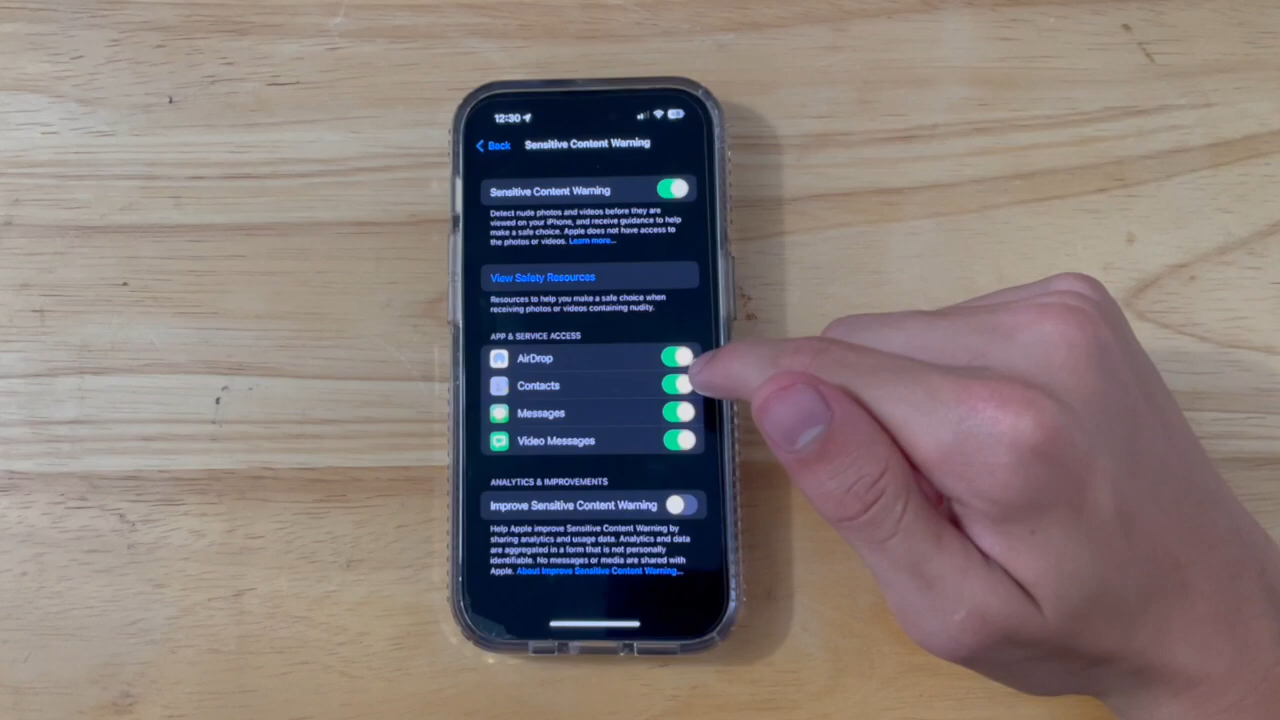 12:30
Back
Sensitive Content Warning
Sensitive Content Warning
Detect nude photos and videos before they are
viewed on your iPhone, and receive guidance to help
make a safe choice. Apple does not have access to
the photos or videos. Learn more...
View Safety Resources
Resources to help you make a safe choice when
receiving photos or videos containing nudity.
APP & SERVICE ACCESS
AirDrop
Contacts
Messages
Video Messages
ANALYTICS & IMPROVEMENTS
Improve Sensitive Content Warning
Help Apple improve Sensitive Content Warning by
sharing analytics and usage data. Analytics and data
are aggregated in a form that is not personally
identifiable. No messages or media are shared with
Apple. About Improve Sensitive Content Warning...